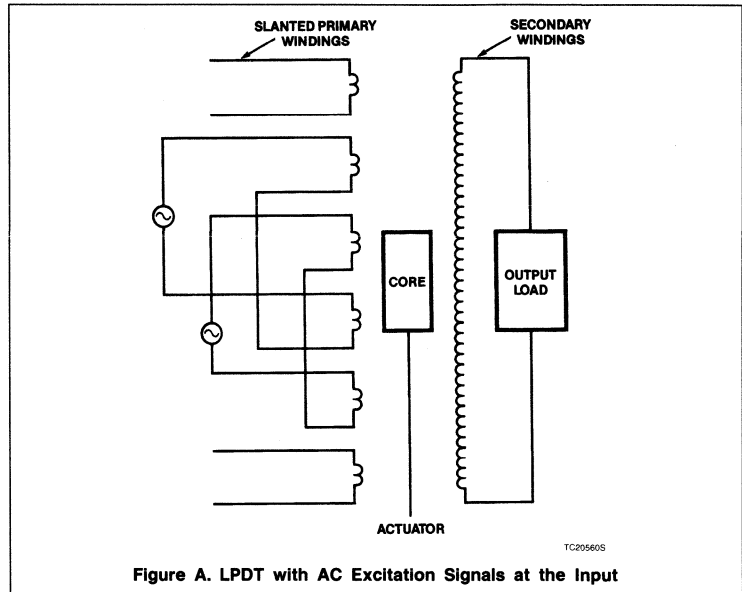 SLANTED PRIMARY
WINDINGS
SECONDARY
WINDINGS
CORE
OUTPUT
LOAD
ACTUATOR
TC20560S
Figure A. LPDT with AC Excitation Signals at the Input